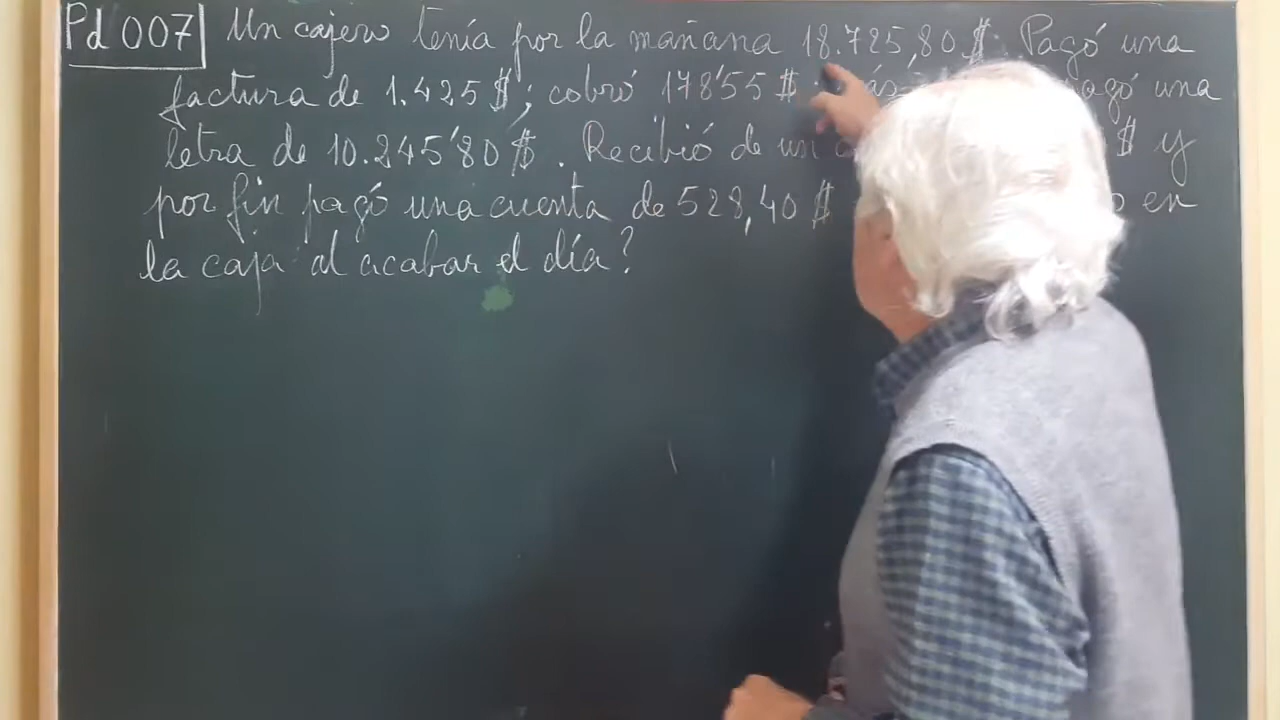 Pd 007 Un cajero tenía por la mañana 18.725,80 $. Pagó una
factura de 1.425 $; cobró 178'55 $ una
letra de 10.245'80 $. Recibió de un $ y
por fin pagó una cuenta de 528,40 $ en
la caja al acabar el día?